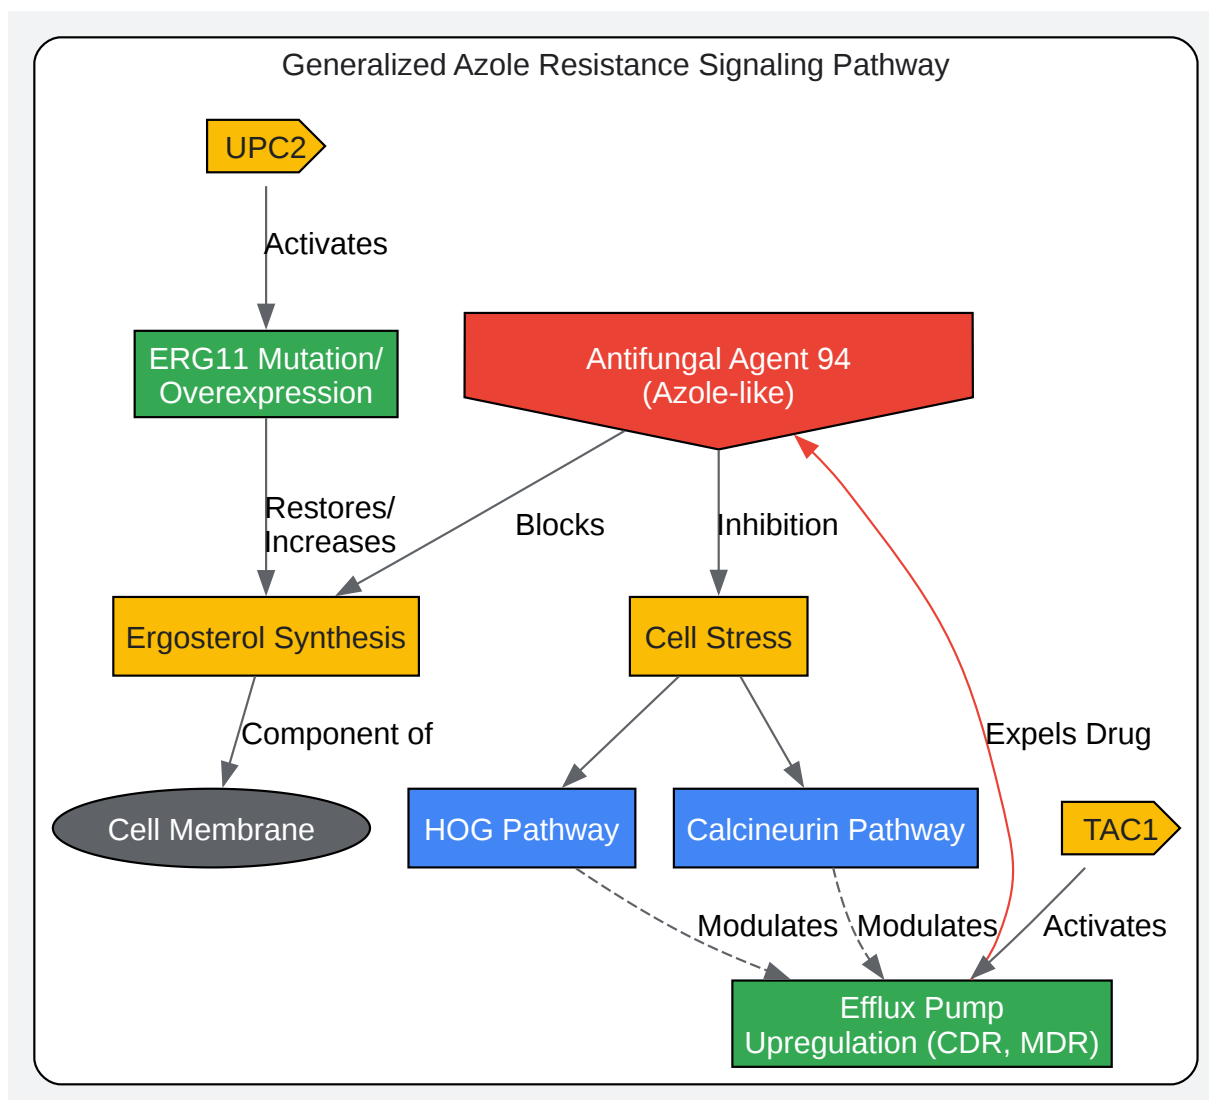 Generalized Azole Resistance Signaling Pathway
UPC2
Activates
ERG11 Mutation/
Overexpression
Antifungal Agent 94
(Azole-like)
Restores/
Increases
Blocks
Inhibition
Ergosterol Synthesis
Cell Stress
Component of
Expels Drug
Cell Membrane
HOG Pathway
Calcineurin Pathway
TAC1
Modulates
Modulates
Activates
Efflux Pump
Upregulation (CDR, MDR)